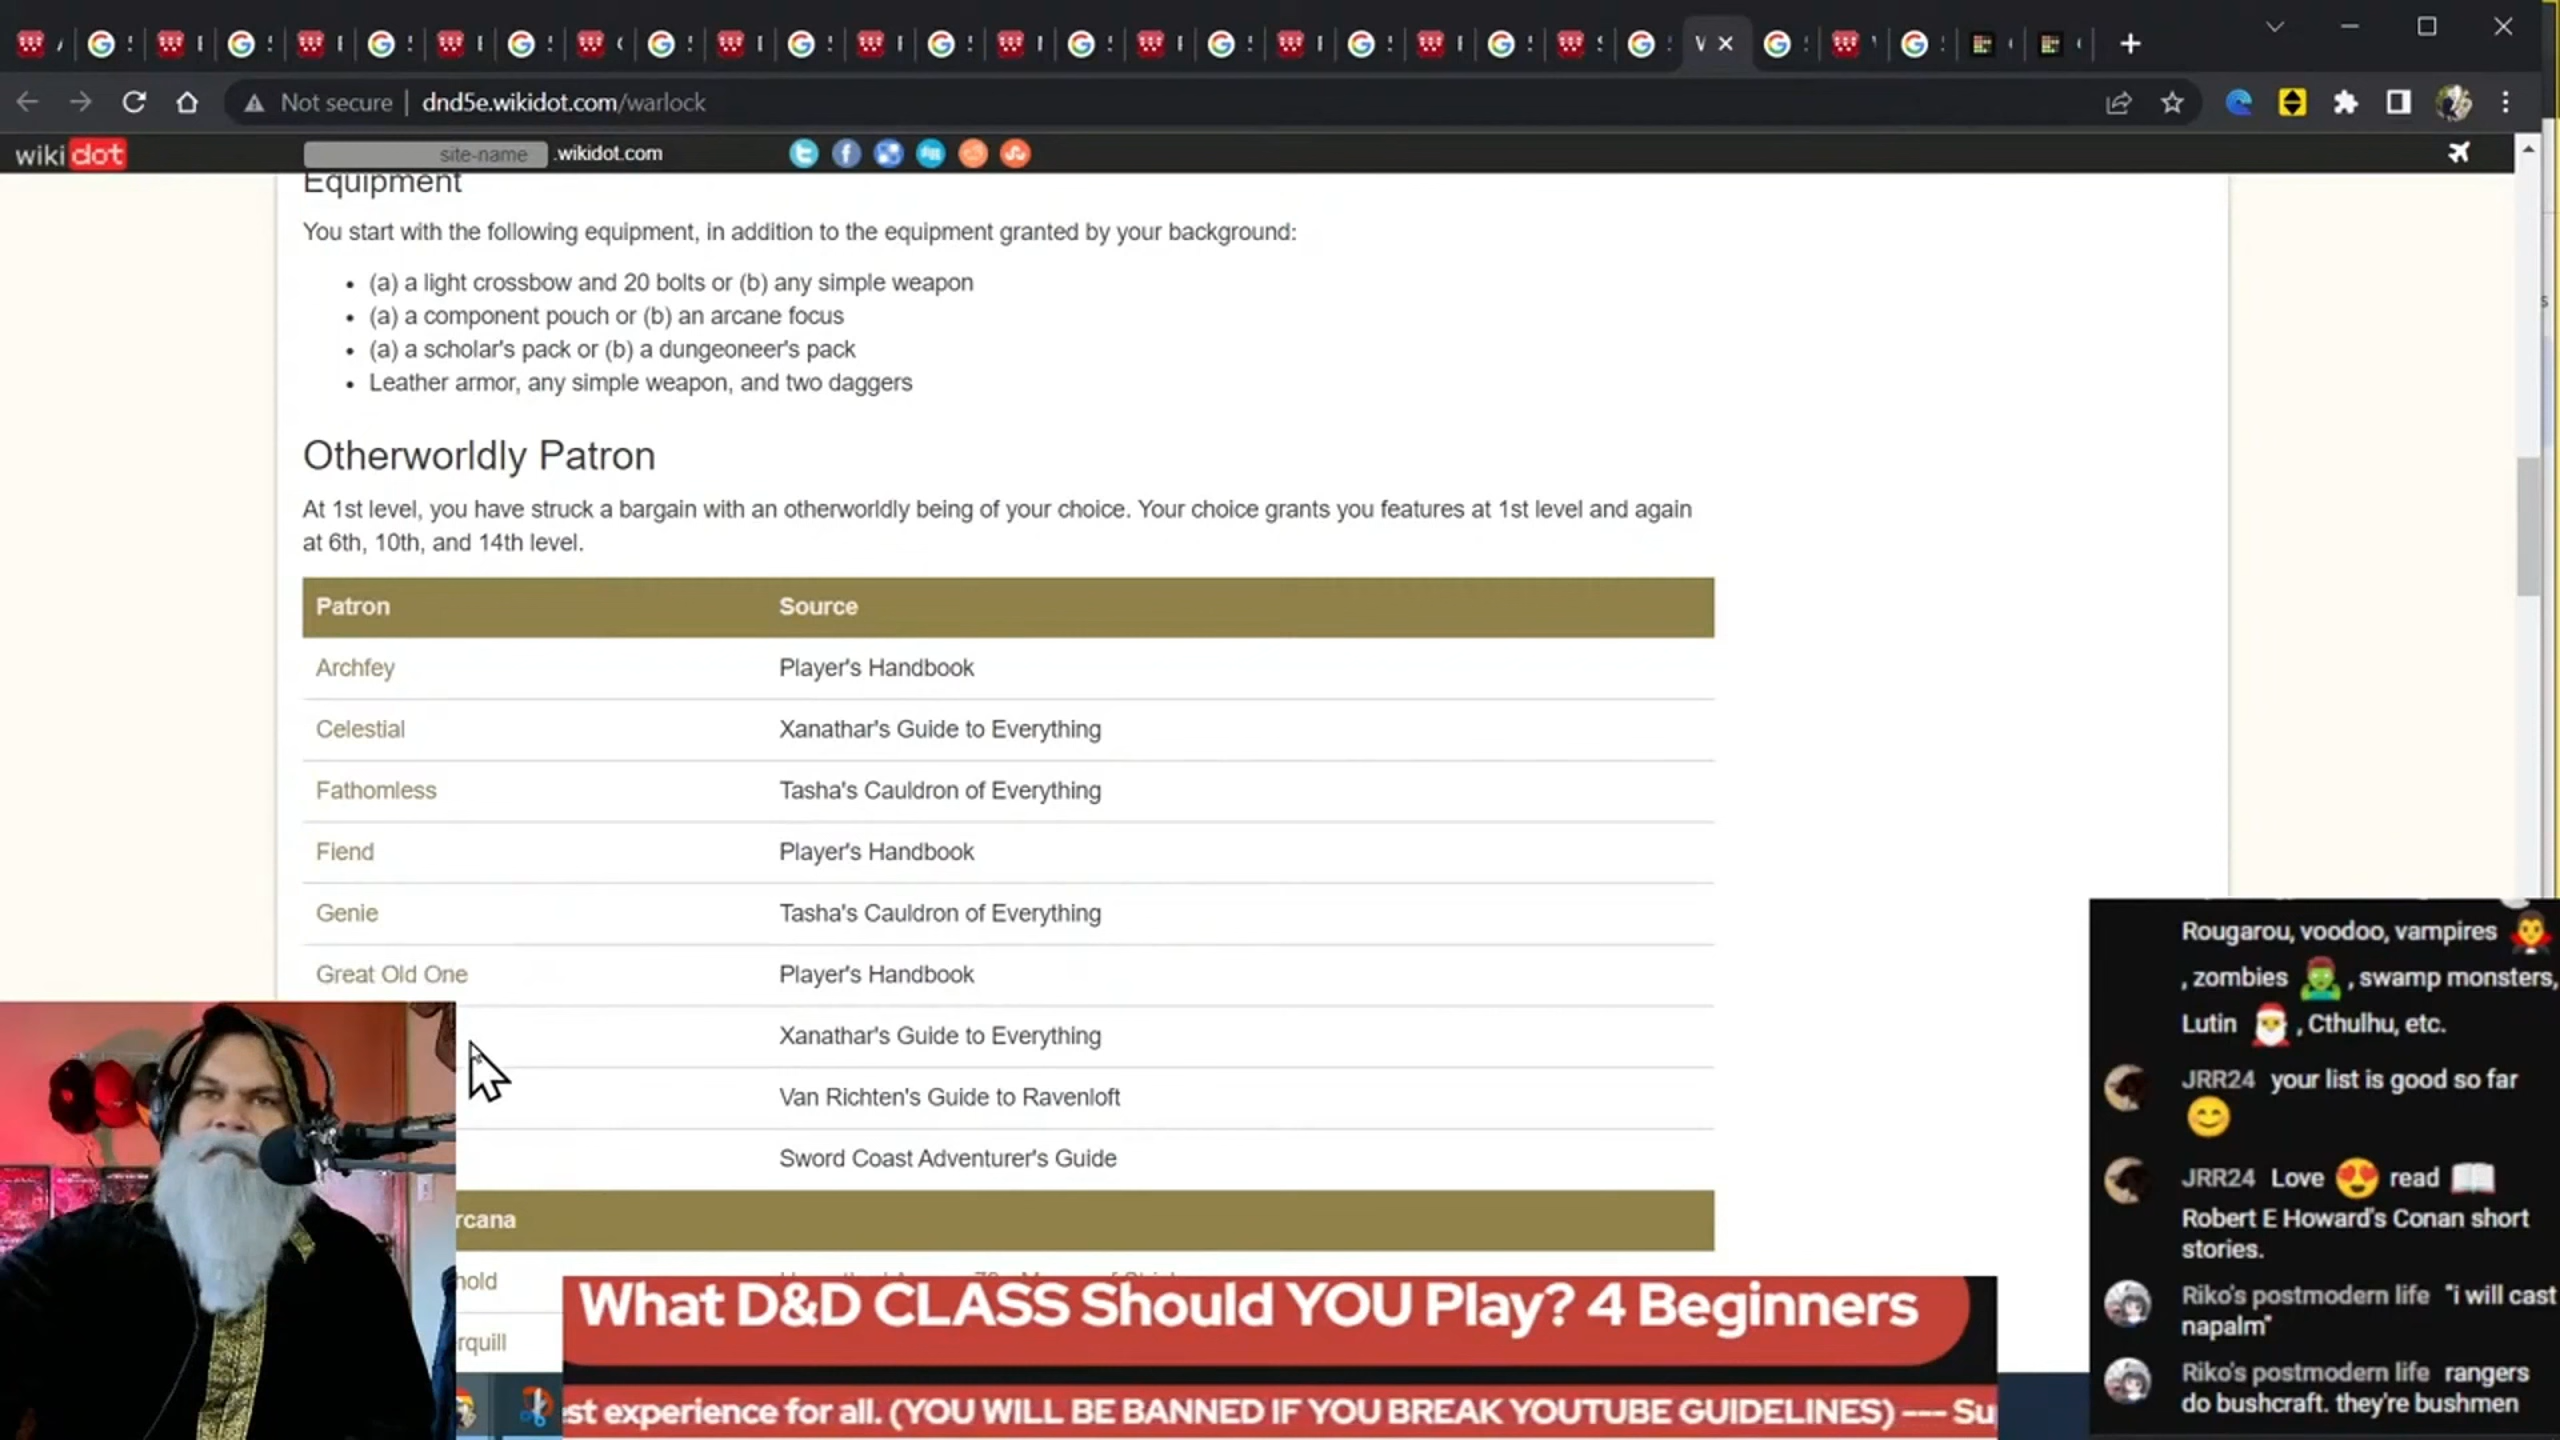 Not secure
dnd5e.wikidot.com/warlock
wikidot
site-name .wikidot.com
Equipment
You start with the following equipment, in addition to the equipment granted by your background:
• (a) a light crossbow and 20 bolts or (b) any simple weapon
• (a) a component pouch or (b) an arcane focus
• (a) a scholar's pack or (b) a dungeoneer's pack
• Leather armor, any simple weapon, and two daggers
Otherworldly Patron
At 1st level, you have struck a bargain with an otherworldly being of your choice. Your choice grants you features at 1st level and again
at 6th, 10th, and 14th level.
Patron Source
Archfey Player's Handbook
Celestial Xanathar's Guide to Everything
Fathomless Tasha's Cauldron of Everything
Fiend Player's Handbook
Genie Tasha's Cauldron of Everything
Great Old One Player's Handbook
Xanathar's Guide to Everything
Van Richten's Guide to Ravenloft
Sword Coast Adventurer's Guide
rcana
hold
rquill
What D&D CLASS Should YOU Play? 4 Beginners
st experience for all. (YOU WILL BE BANNED IF YOU BREAK YOUTUBE GUIDELINES) --- Su
Rougarou, voodoo, vampires 🧛
, zombies 🧟 , swamp monsters,
Lutin 🎅 , Cthulhu, etc.
JRR24 your list is good so far
😊
JRR24 Love 😍 read 📖
Robert E Howard's Conan short
stories.
Riko's postmodern life "i will cast
napalm"
Riko's postmodern life rangers
do bushcraft. they're bushmen